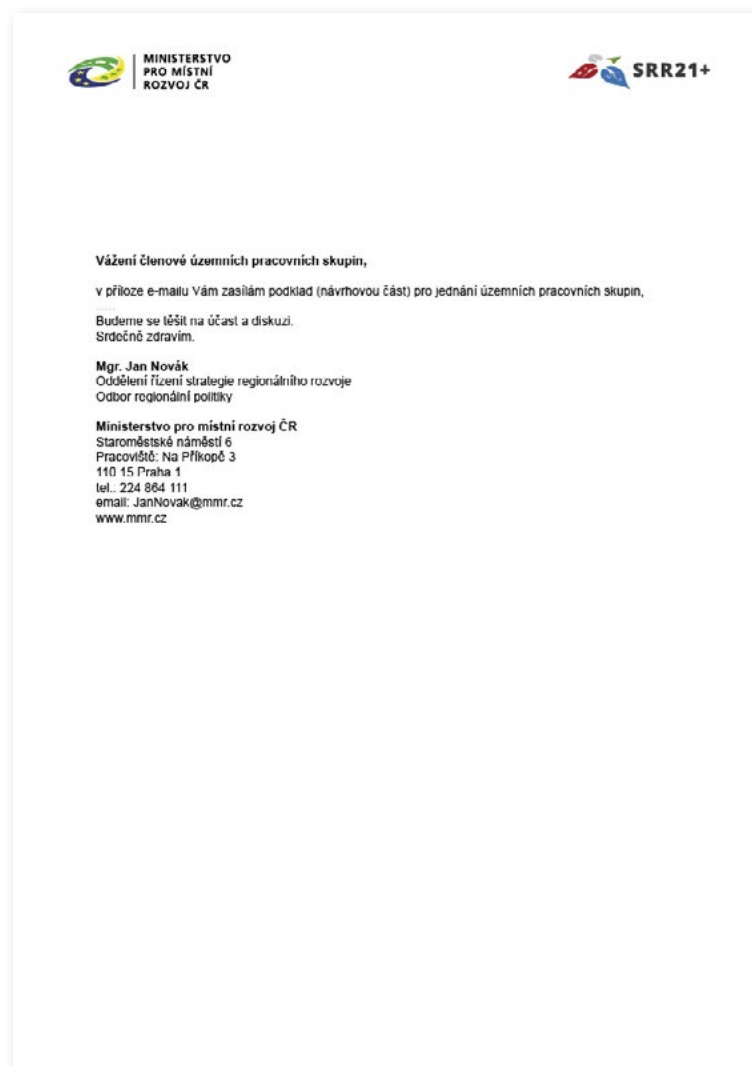 MINISTERSTVO
PRO MÍSTNÍ
ROZVOJ ČR
SRR21+
Vážení členové územních pracovních skupin,
v příloze e-mailu Vám zasílám podklad (návrhovou část) pro jednání územních pracovních skupin,
.....
Budeme se těšit na účast a diskuzi.
Srdečně zdravím.
Mgr. Jan Novák
Oddělení řízení strategie regionálního rozvoje
Odbor regionální politiky
Ministerstvo pro místní rozvoj ČR
Staroměstské náměstí 6
Pracoviště: Na Příkopě 3
110 15 Praha 1
tel.: 224 864 111
email: JanNovak@mmr.cz
www.mmr.cz